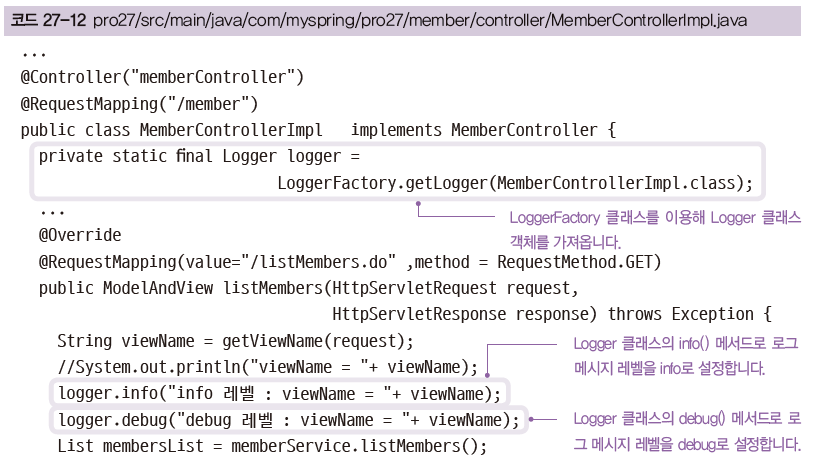 코드 27-12 pro27/src/main/java/com/myspring/pro27/member/controller/MemberControllerImpl.java
...
@Controller("memberController")
@RequestMapping("/member")
public class MemberControllerImpl   implements MemberController {
private static final Logger logger =
LoggerFactory.getLogger(MemberControllerImpl.class);
...
LoggerFactory 클래스를 이용해 Logger 클래스
객체를 가져옵니다.
@Override
@RequestMapping(value="/listMembers.do" ,method = RequestMethod.GET)
public ModelAndView listMembers(HttpServletRequest request,
HttpServletResponse response) throws Exception {
String viewName = getViewName(request);
//System.out.println("viewName = "+ viewName);
Logger 클래스의 info() 메서드로 로그
메시지 레벨을 info로 설정합니다.
logger.info("info 레벨 : viewName = "+ viewName);
logger.debug("debug 레벨 : viewName = "+ viewName);
Logger 클래스의 debug() 메서드로 로
그 메시지 레벨을 debug로 설정합니다.
List membersList = memberService.listMembers();